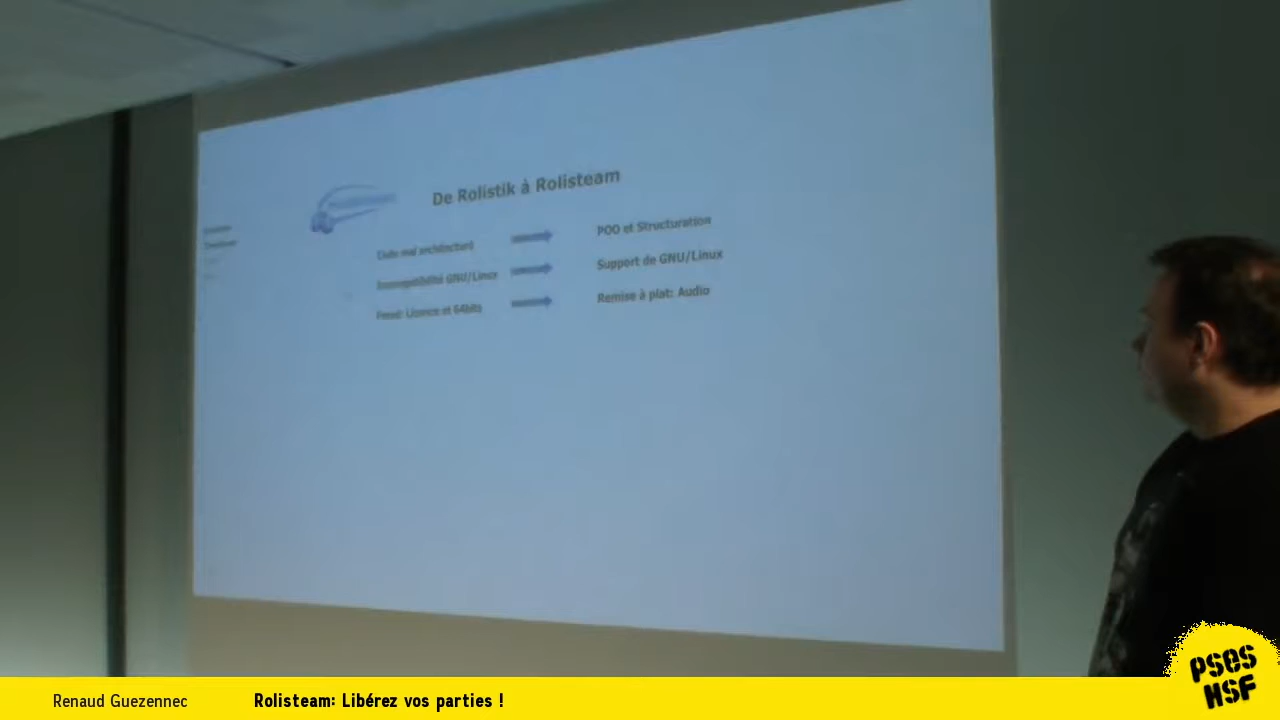 De Rolistik à Rolisteam
Code mal architecturé
POO et Structuration
Incompatibilité GNU/Linux
Support de GNU/Linux
Fmod: Licence et 64bits
Remise à plat: Audio
PSES
HSF
Renaud Guezennec
Rolisteam: Libérez vos parties !